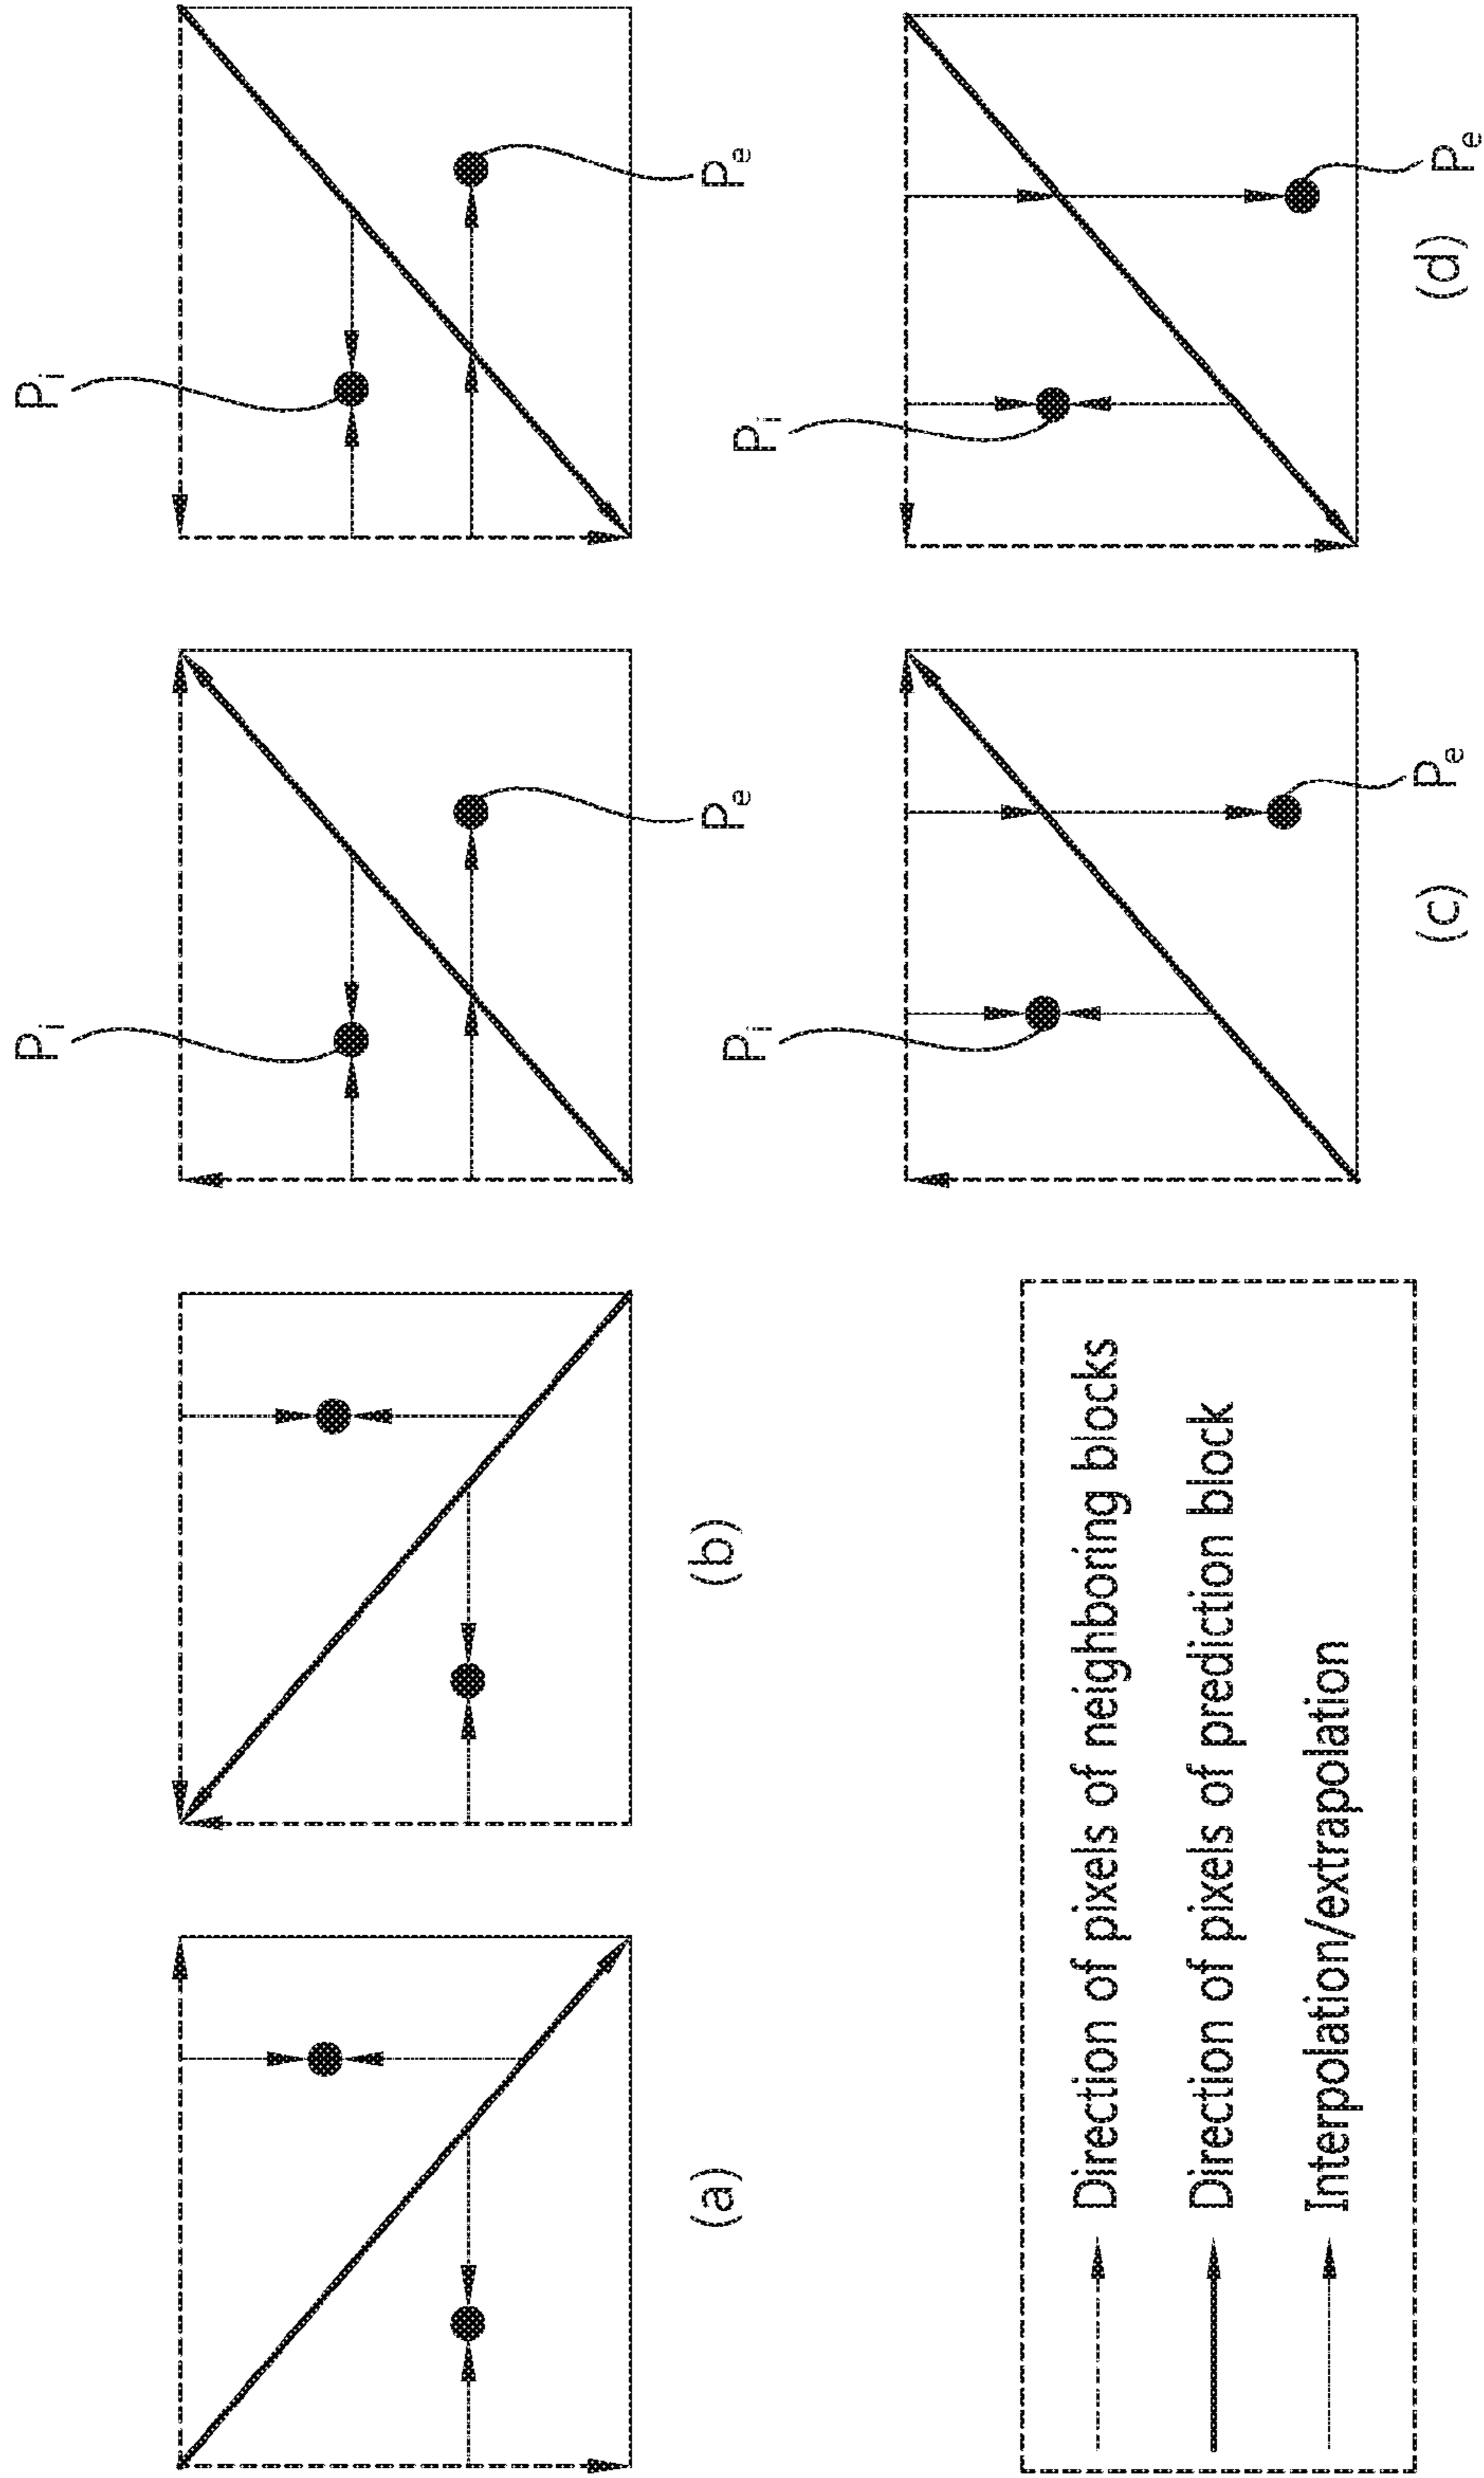 Pi
Pi
(a)
(b)
Pe
Pe
Pi
Pi
Direction of pixels of neighboring blocks
Direction of pixels of prediction block
Interpolation/extrapolation
Pe
Pe
(c)
(d)